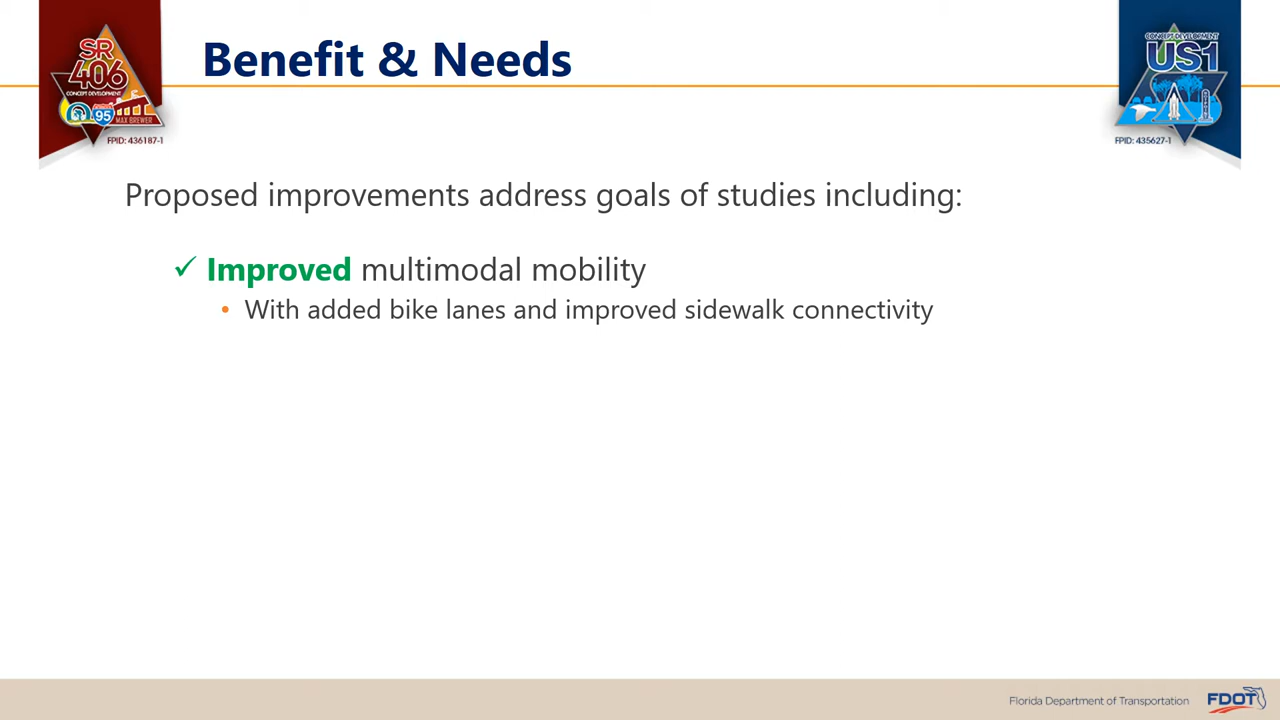 Benefit & Needs
SR
406
CONCEPT DEVELOPMENT
95
MAX BREWER
FPID: 436187-1
CONCEPT DEVELOPMENT
US1
FPID: 435627-1
Proposed improvements address goals of studies including:
✓ Improved multimodal mobility
• With added bike lanes and improved sidewalk connectivity
Florida Department of Transportation
FDOT